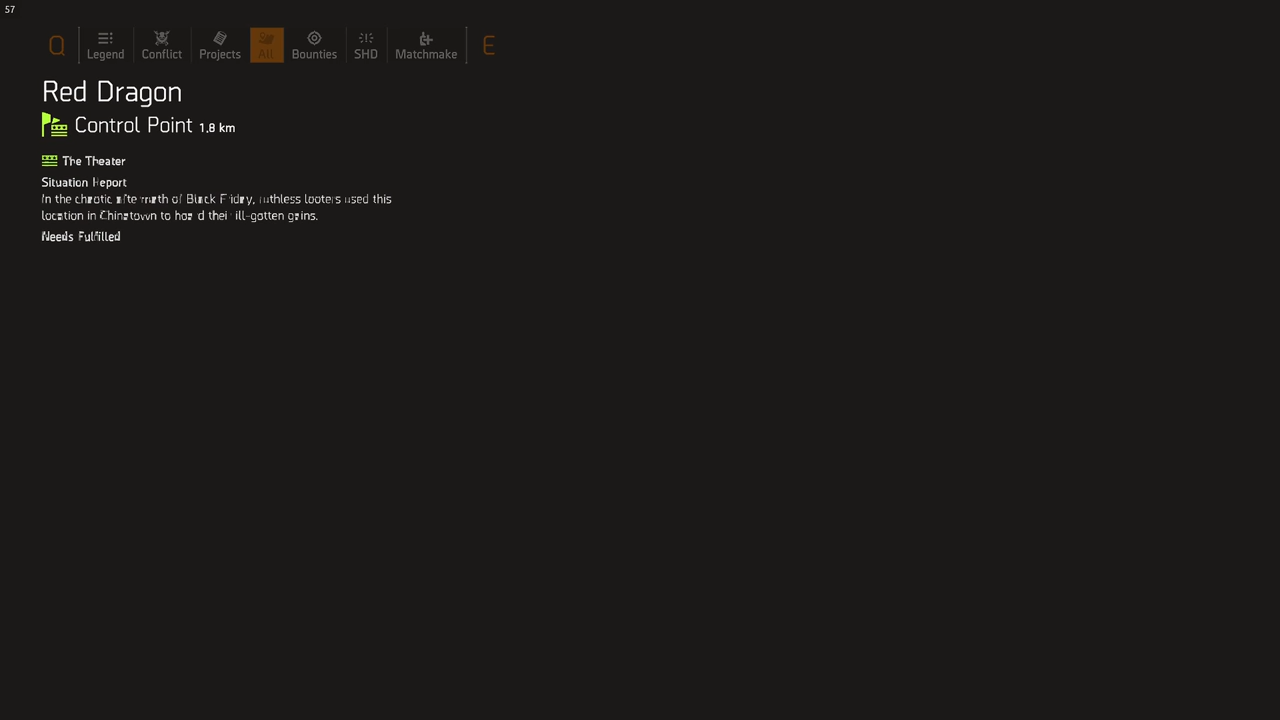 57
Q Legend Conflict Projects All Bounties SHD Matchmake E
Red Dragon
Control Point 1.8 km
The Theater
Situation Report
In the chaotic aftermath of Black Friday, ruthless looters used this
location in Chinatown to hoard their ill-gotten gains.
Needs Fulfilled